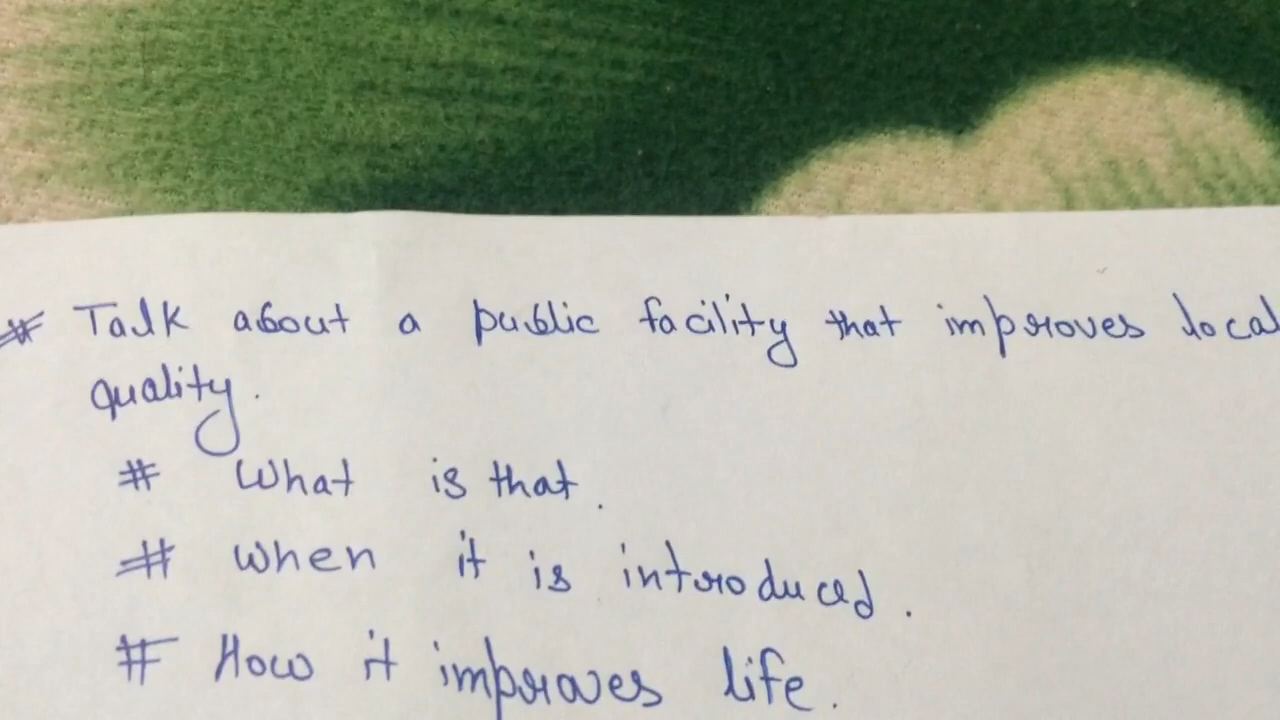 # Talk about a public facility that improves local
quality.
# What is that.
# When it is introduced.
# How it improves life.